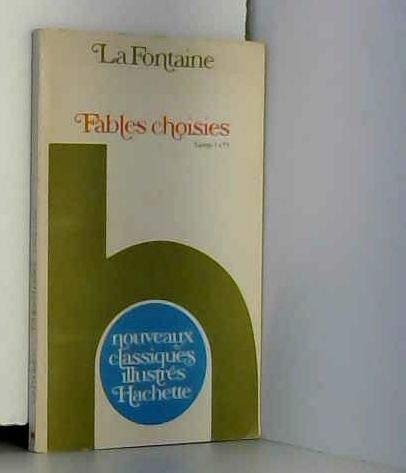 La Fontaine
Fables choisies
nouveaux
classiques
illustrés
Hachette